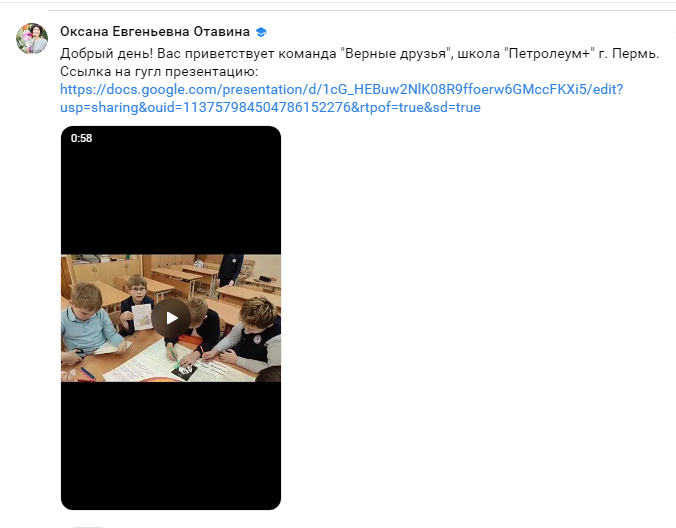 Оксана Евгеньевна Отавина
Добрый день! Вас приветствует команда "Верные друзья", школа "Петролеум+" г. Пермь.
Ссылка на гугл презентацию:
https://docs.google.com/presentation/d/1cG_HEBuw2NlK08R9ffoerw6GMccFKXi5/edit?
usp=sharing&ouid=113757984504786152276&rtpof=true&sd=true
0:58